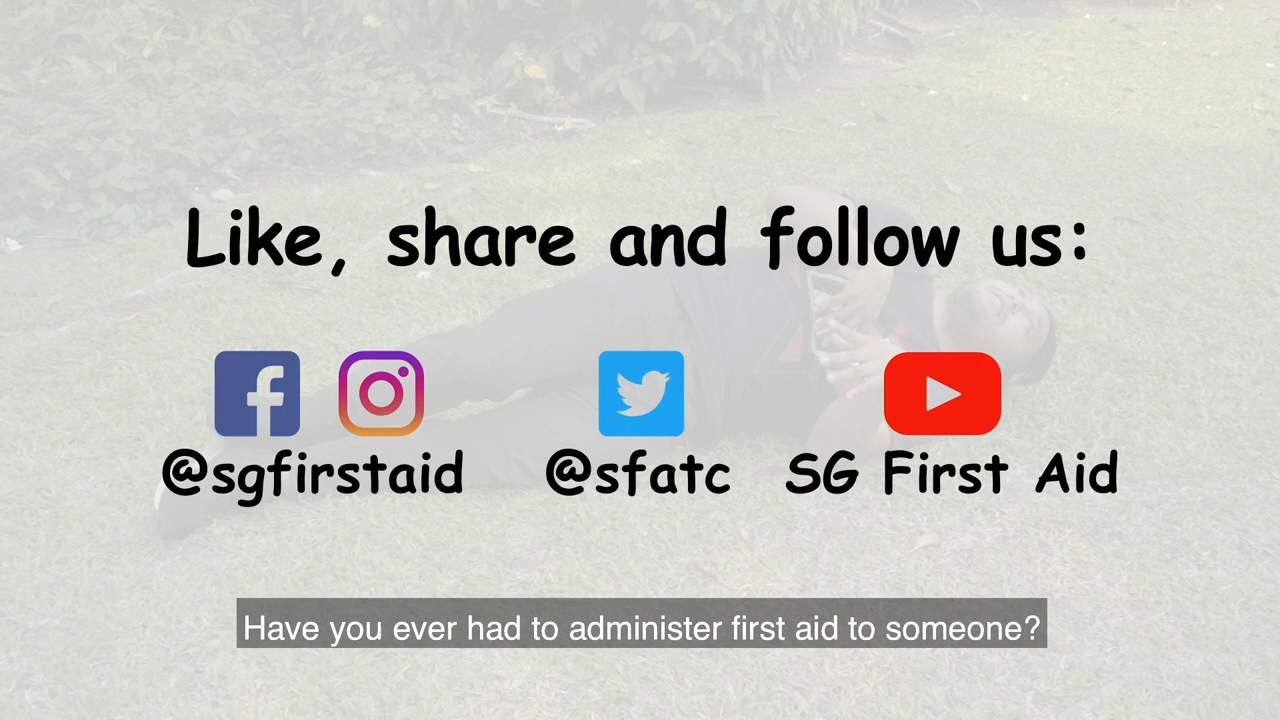 Like, share and follow us:
@sgfirstaid @sfatc SG First Aid
Have you ever had to administer first aid to someone?